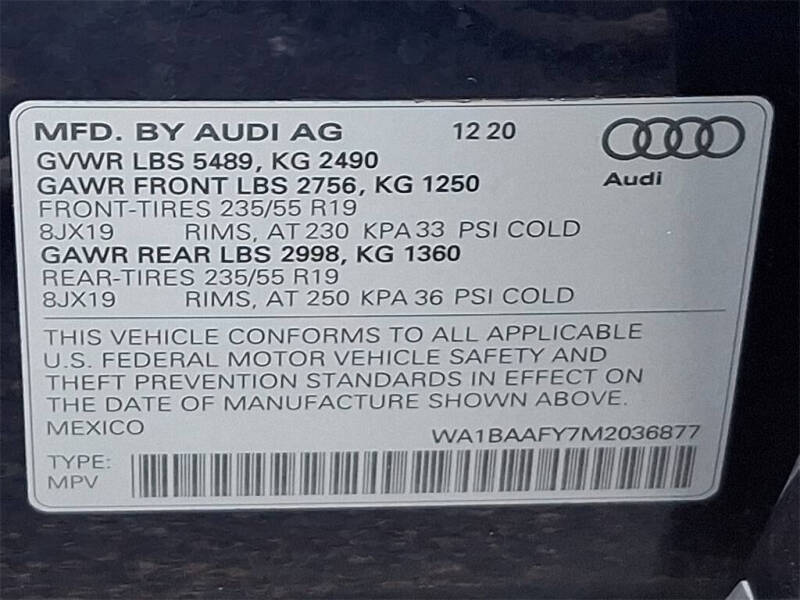 MFD. BY AUDI AG 12 20
GVWR LBS 5489, KG 2490
GAWR FRONT LBS 2756, KG 1250
Audi
FRONT-TIRES 235/55 R19
8JX19 RIMS, AT 230 KPA 33 PSI COLD
GAWR REAR LBS 2998, KG 1360
REAR-TIRES 235/55 R19
8JX19 RIMS, AT 250 KPA 36 PSI COLD
THIS VEHICLE CONFORMS TO ALL APPLICABLE
U.S. FEDERAL MOTOR VEHICLE SAFETY AND
THEFT PREVENTION STANDARDS IN EFFECT ON
THE DATE OF MANUFACTURE SHOWN ABOVE.
MEXICO WA1BAAFY7M2036877
TYPE:
MPV